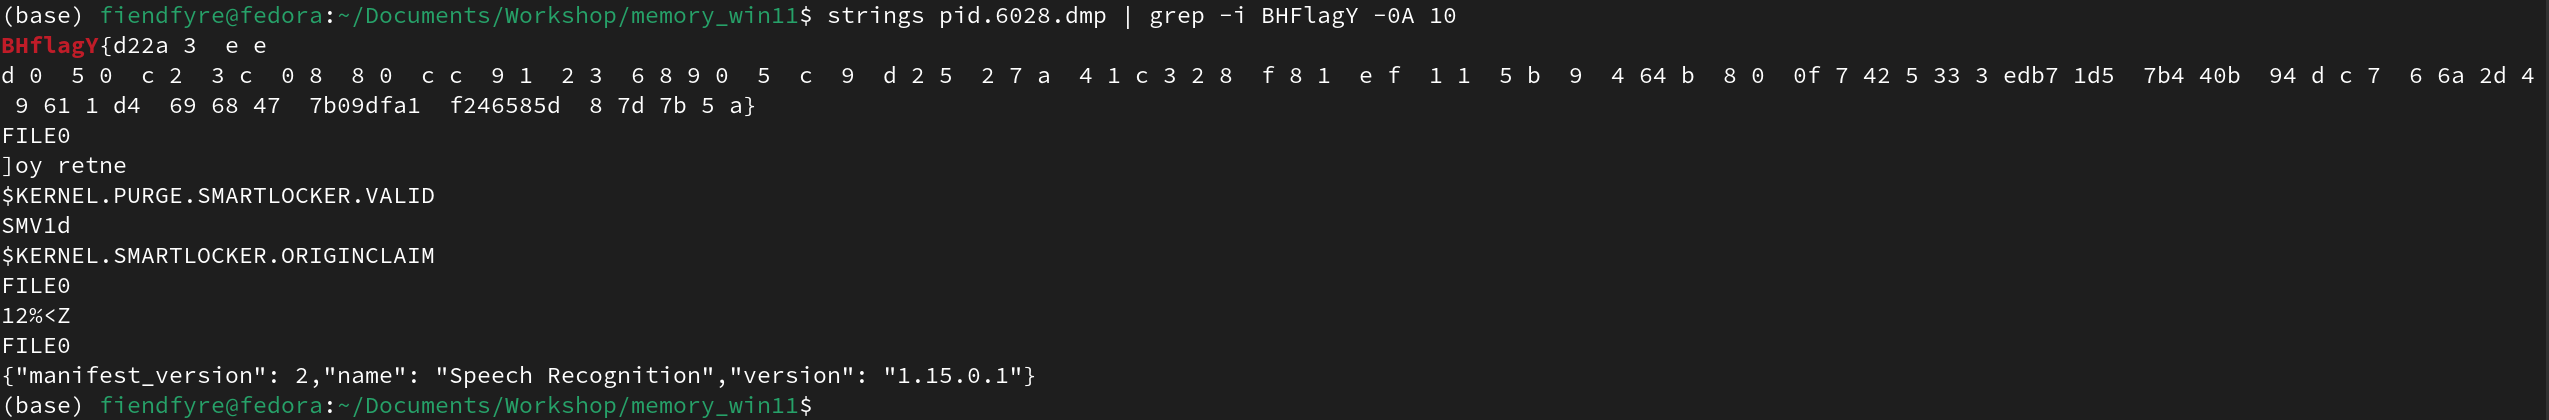 (base) fiendfyre@fedora:~/Documents/Workshop/memory_win11$ strings pid.6028.dmp | grep -i BHFlagY -0A 10
BHflagY{d22a 3  e e
d 0  5 0  c 2  3 c  0 8  8 0  c c  9 1  2 3  6 8 9 0  5  c  9  d 2 5  2 7 a  4 1 c 3 2 8  f 8 1  e f  1 1  5 b  9  4 64 b  8 0  0f 7 42 5 33 3 edb7 1d5  7b4 40b  94 d c 7  6 6a 2d 4
 9 61 1 d4  69 68 47  7b09dfa1  f246585d  8 7d 7b 5 a}
FILE0
]oy retne
$KERNEL.PURGE.SMARTLOCKER.VALID
SMV1d
$KERNEL.SMARTLOCKER.ORIGINCLAIM
FILE0
12%<Z
FILE0
{"manifest_version": 2,"name": "Speech Recognition","version": "1.15.0.1"}
(base) fiendfyre@fedora:~/Documents/Workshop/memory_win11$